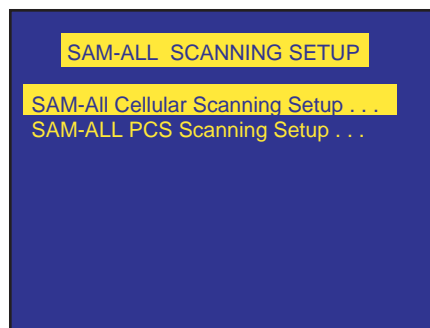 SAM-ALL SCANNING SETUP
SAM-All Cellular Scanning Setup . . .
SAM-ALL PCS Scanning Setup . . .